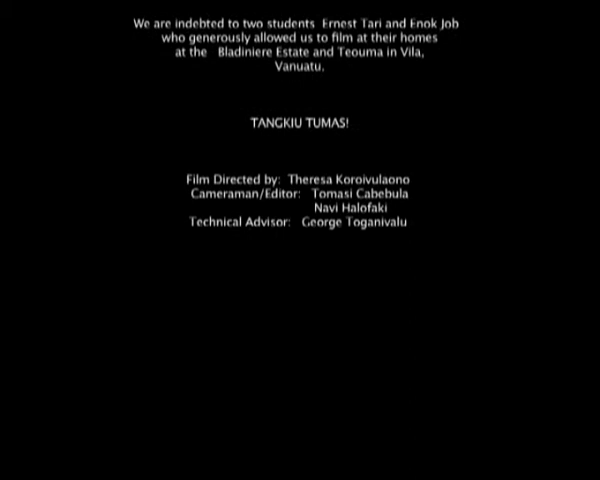 We are indebted to two students Ernest Tari and Enok Job
who generously allowed us to film at their homes
at the Bladiniere Estate and Teouma in Vila,
Vanuatu.
TANGKIU TUMAS!
Film Directed by: Theresa Koroivulaono
Cameraman/Editor: Tomasi Cabebula
Navi Halofaki
Technical Advisor: George Toganivalu